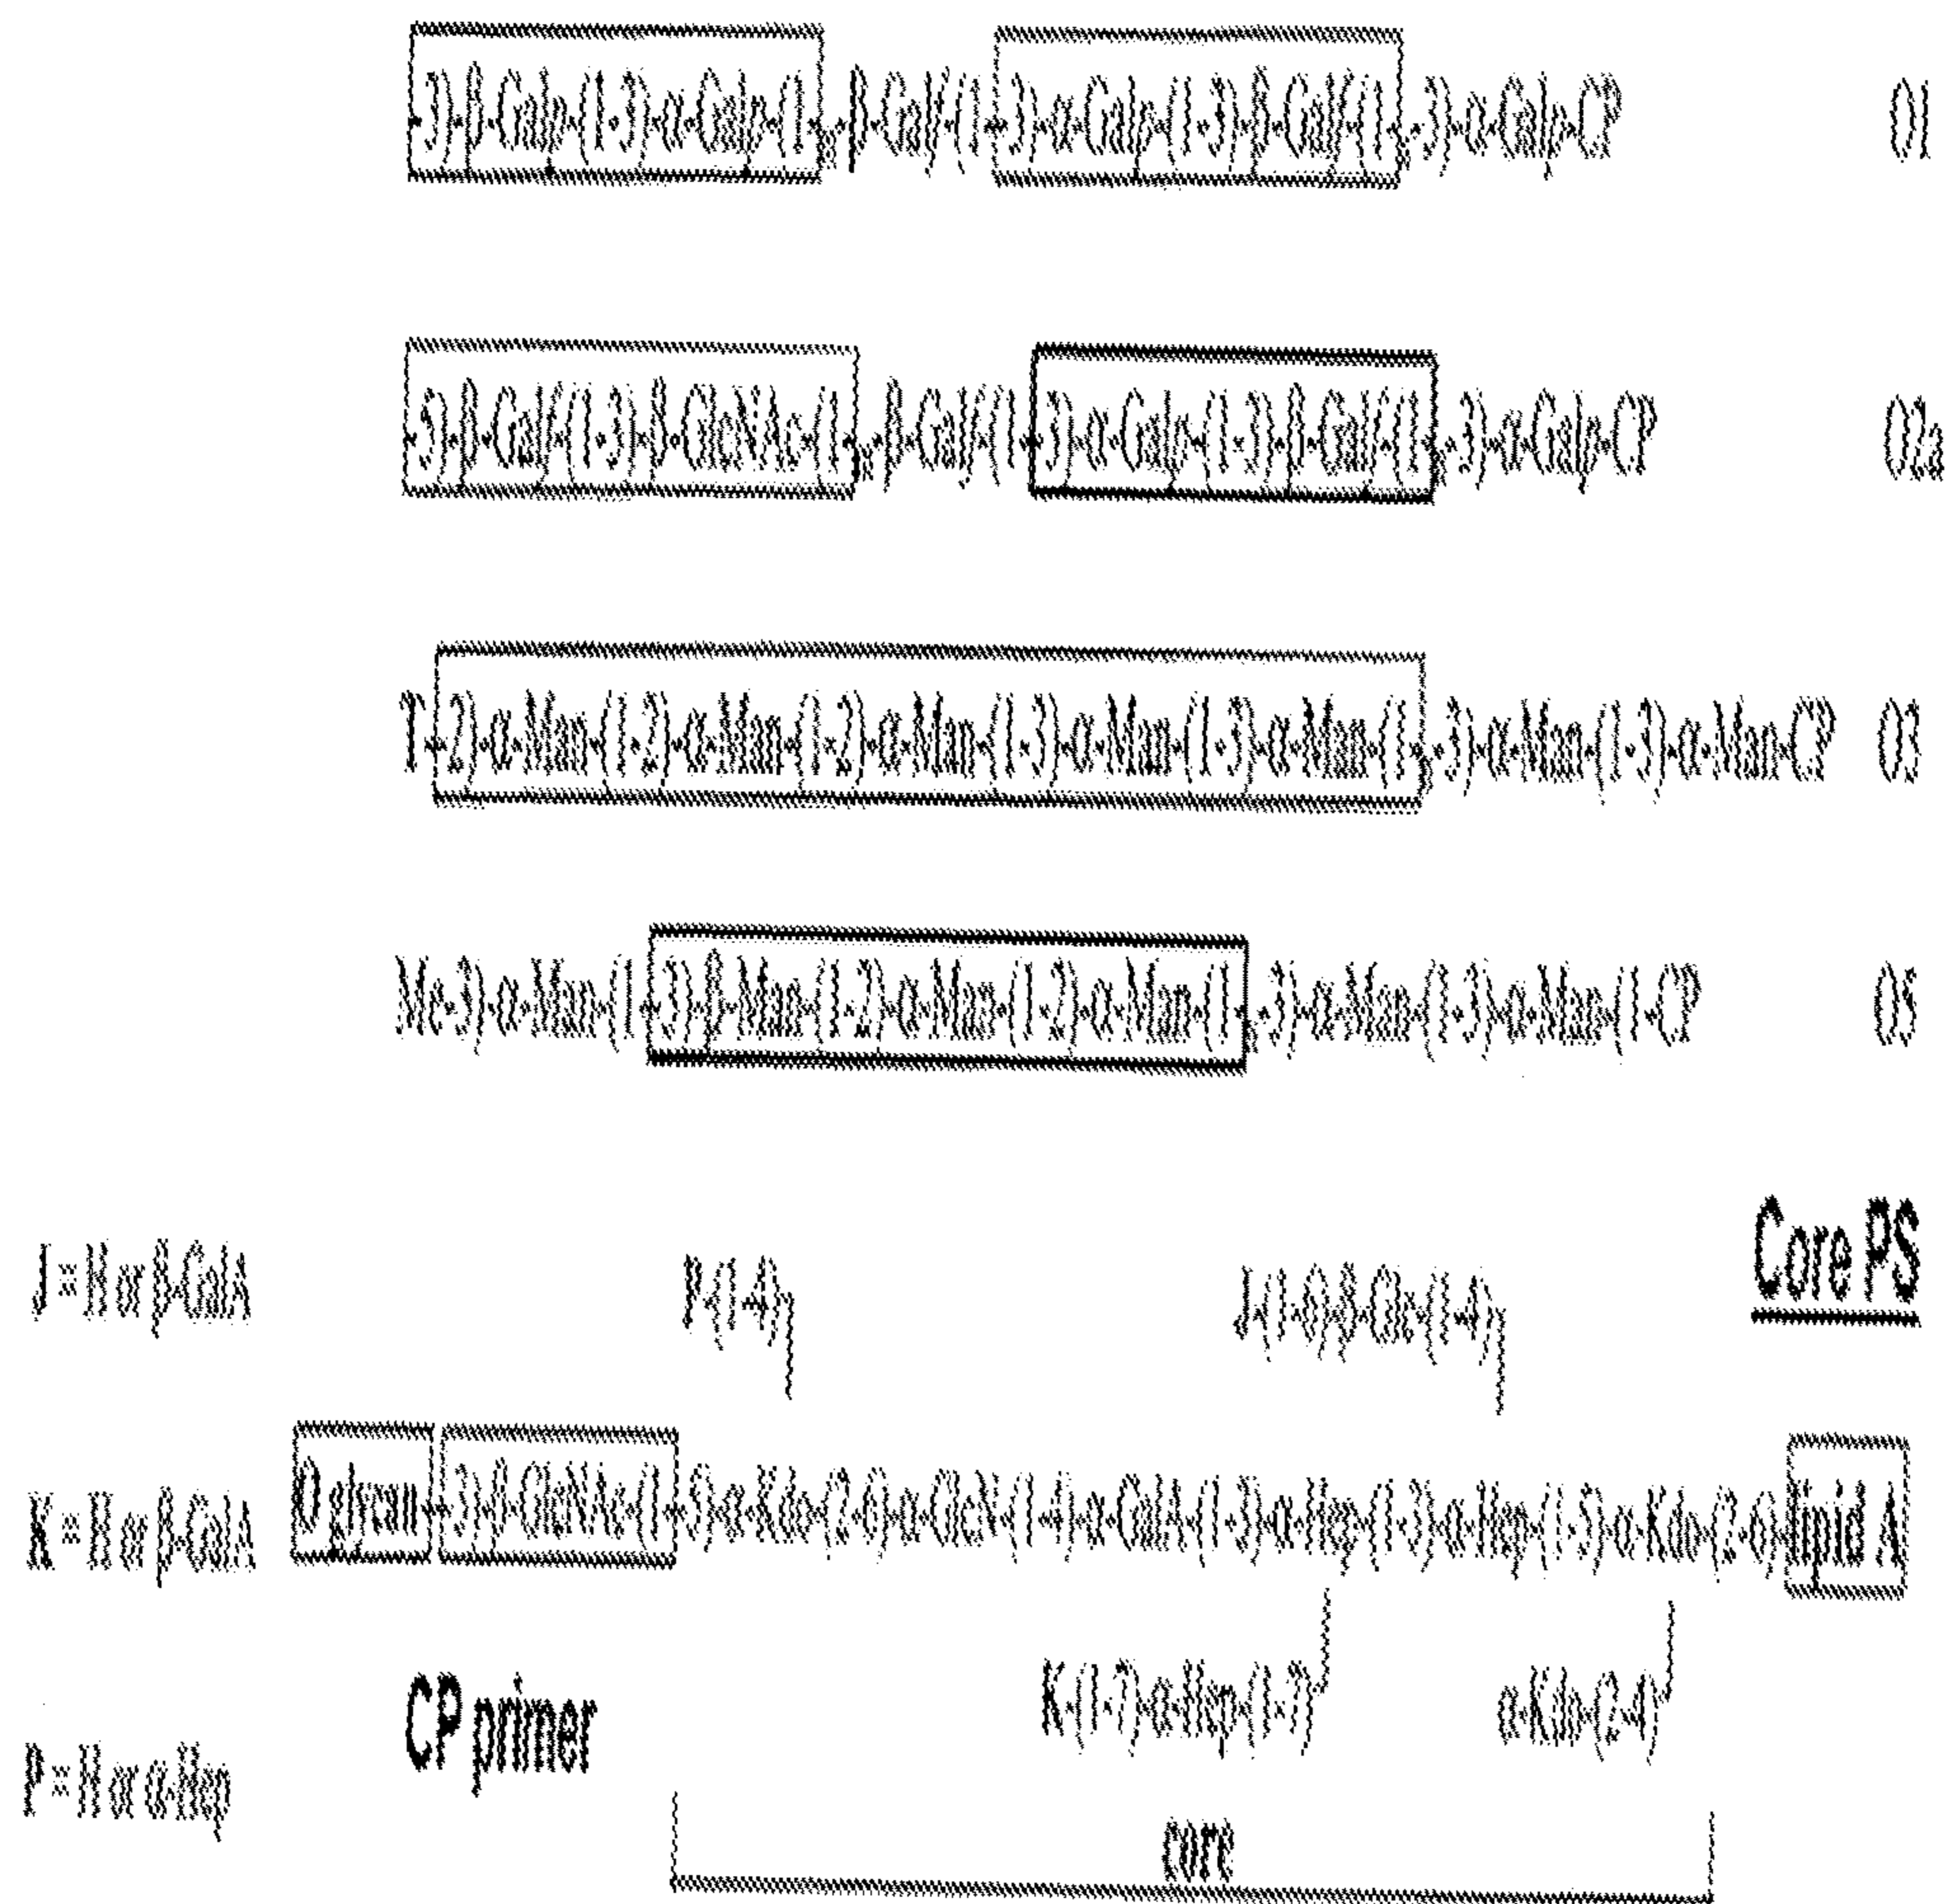 -3)-β-Galp-(1-3)-α-Galp-(1- -β-Galf-(1- -3)-α-Galp-(1-3)-β-Galf-(1- -3)-α-Galp-CP O1
-5)-β-Galf-(1-3)-β-GlcNAc-(1- -β-Galf-(1- -3)-α-Galp-(1-3)-β-Galf-(1- -3)-α-Galp-CP O2a
T- -2)-α-Man-(1-2)-α-Man-(1-2)-α-Man-(1-3)-α-Man-(1-3)-α-Man-(1- -3)-α-Man-(1-3)-α-Man-CP O3
Me-3)-α-Man-(1- -3)-β-Man-(1-2)-α-Man-(1-2)-α-Man-(1- -3)-α-Man-(1-3)-α-Man-(1-CP O5
Core PS
J = H or β-GalA P-(1-4) J-(1-6)-β-Glc-(1-4)
K = H or β-GalA O glycan -3)-β-GlcNAc-(1- -5)-α-Kdo-(2-6)-α-GlcN-(1-4)-α-GalA-(1-3)-α-Hep-(1-3)-α-Hep-(1-5)-α-Kdo-(2-6)-lipid A
CP primer K-(1-7)-α-Hep-(1-7) α-Kdo-(2-4)
P = H or α-Hep
core